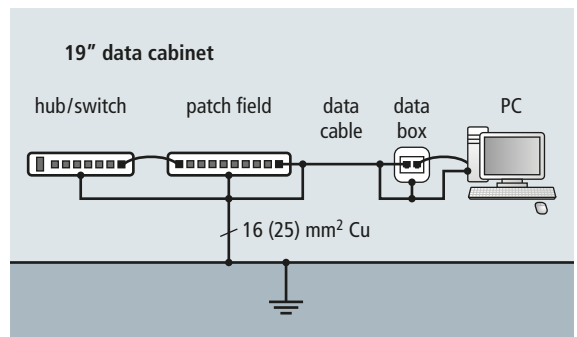 19” data cabinet
hub/switch
patch field
data
cable
data
box
PC
16 (25) mm² Cu